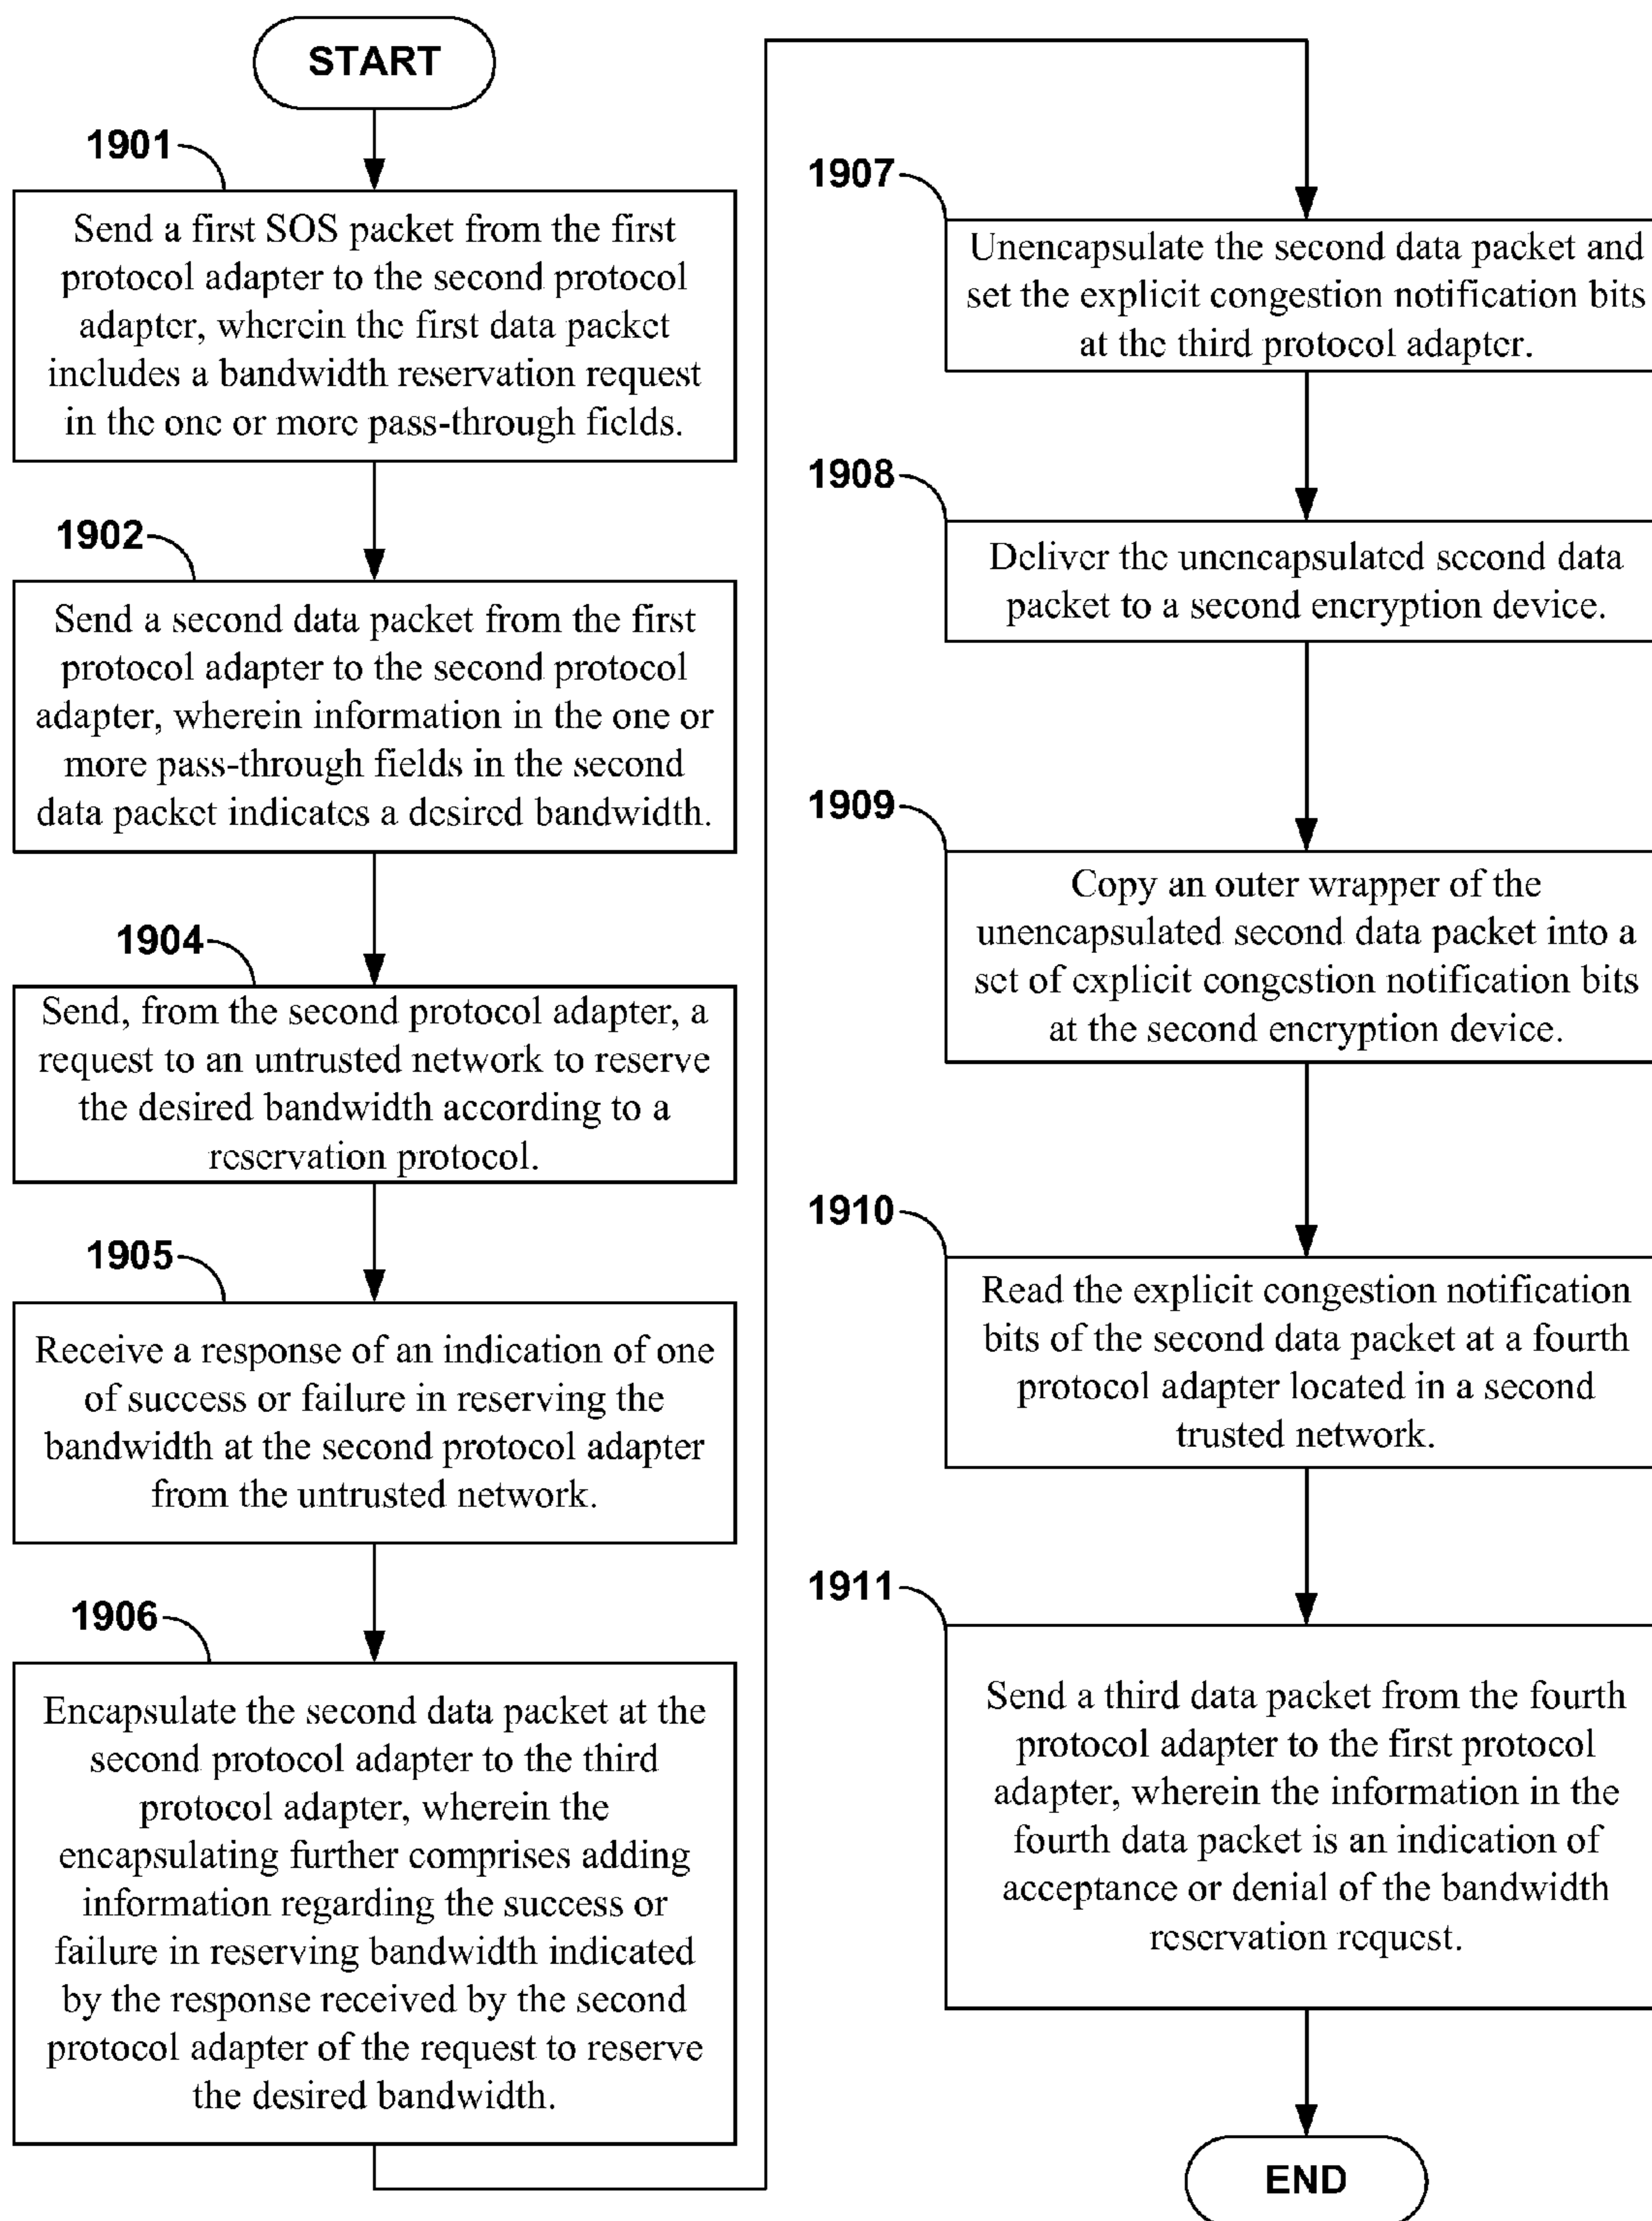 START
1901
Send a first SOS packet from the first
protocol adapter to the second protocol
adapter, wherein the first data packet
includes a bandwidth reservation request
in the one or more pass-through fields.
1902
Send a second data packet from the first
protocol adapter to the second protocol
adapter, wherein information in the one or
more pass-through fields in the second
data packet indicates a desired bandwidth.
1904
Send, from the second protocol adapter, a
request to an untrusted network to reserve
the desired bandwidth according to a
reservation protocol.
1905
Receive a response of an indication of one
of success or failure in reserving the
bandwidth at the second protocol adapter
from the untrusted network.
1906
Encapsulate the second data packet at the
second protocol adapter to the third
protocol adapter, wherein the
encapsulating further comprises adding
information regarding the success or
failure in reserving bandwidth indicated
by the response received by the second
protocol adapter of the request to reserve
the desired bandwidth.
1907
Unencapsulate the second data packet and
set the explicit congestion notification bits
at the third protocol adapter.
1908
Deliver the unencapsulated second data
packet to a second encryption device.
1909
Copy an outer wrapper of the
unencapsulated second data packet into a
set of explicit congestion notification bits
at the second encryption device.
1910
Read the explicit congestion notification
bits of the second data packet at a fourth
protocol adapter located in a second
trusted network.
1911
Send a third data packet from the fourth
protocol adapter to the first protocol
adapter, wherein the information in the
fourth data packet is an indication of
acceptance or denial of the bandwidth
reservation request.
END